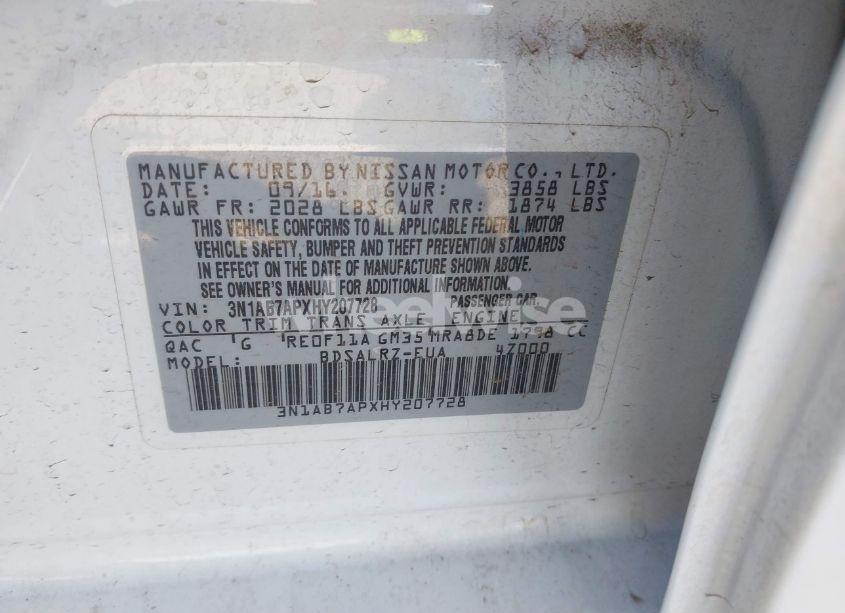 MANUFACTURED BY NISSAN MOTOR CO., LTD.
DATE: 09/16. GVWR: 3858 LBS
GAWR FR: 2028 LBS GAWR RR: 1874 LBS
THIS VEHICLE CONFORMS TO ALL APPLICABLE FEDERAL MOTOR
VEHICLE SAFETY, BUMPER AND THEFT PREVENTION STANDARDS
IN EFFECT ON THE DATE OF MANUFACTURE SHOWN ABOVE.
SEE OWNER'S MANUAL FOR ADDITIONAL INFORMATION.
VIN: 3N1AB7APXHY207728 PASSENGER CAR.
COLOR TRIM TRANS AXLE ENGINE
QAC G RE0F11A GM35 MRA8DE 1798 CC
MODEL: BDSALRZ-EUA 47000
3N1AB7APXHY207728
wheelwise